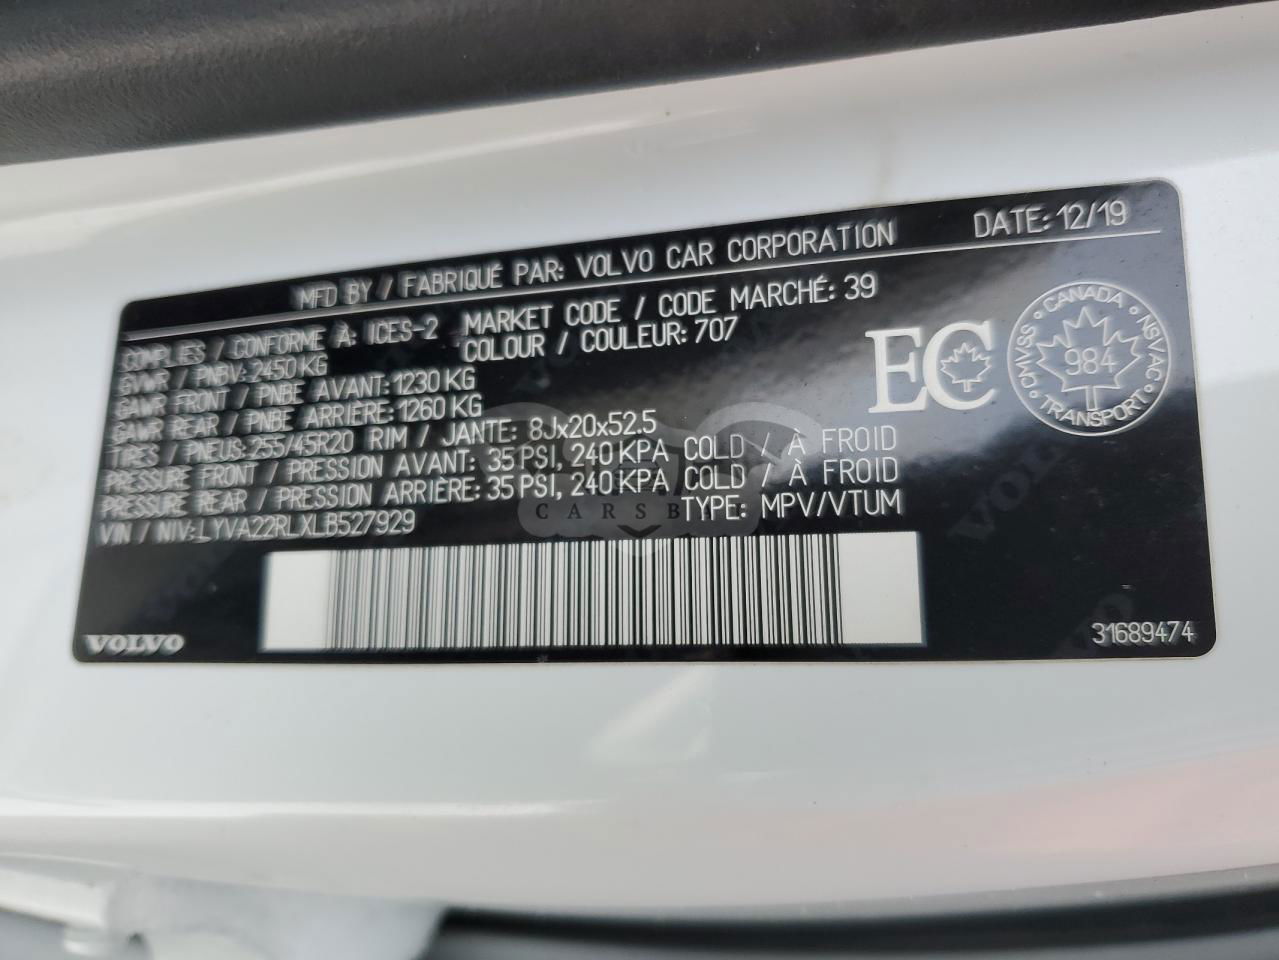 MFD BY / FABRIQUÉ PAR: VOLVO CAR CORPORATION DATE: 12/19
COMPLIES / CONFORME À: ICES-2 MARKET CODE / CODE MARCHÉ: 39
GVWR / PNBV: 2450 KG COLOUR / COULEUR: 707
GAWR FRONT / PNBE AVANT: 1230 KG
GAWR REAR / PNBE ARRIÈRE: 1260 KG
TIRES / PNEUS: 255/45R20 RIM / JANTE: 8Jx20x52.5
PRESSURE FRONT / PRESSION AVANT: 35 PSI, 240 KPA COLD / À FROID
PRESSURE REAR / PRESSION ARRIÈRE: 35 PSI, 240 KPA COLD / À FROID
VIN / NIV: LYVA22RLXLB527929 TYPE: MPV/VTUM
EC
CANADA
CMVSS 984 NSVAC
TRANSPORT
CARSB
VOLVO
31689474